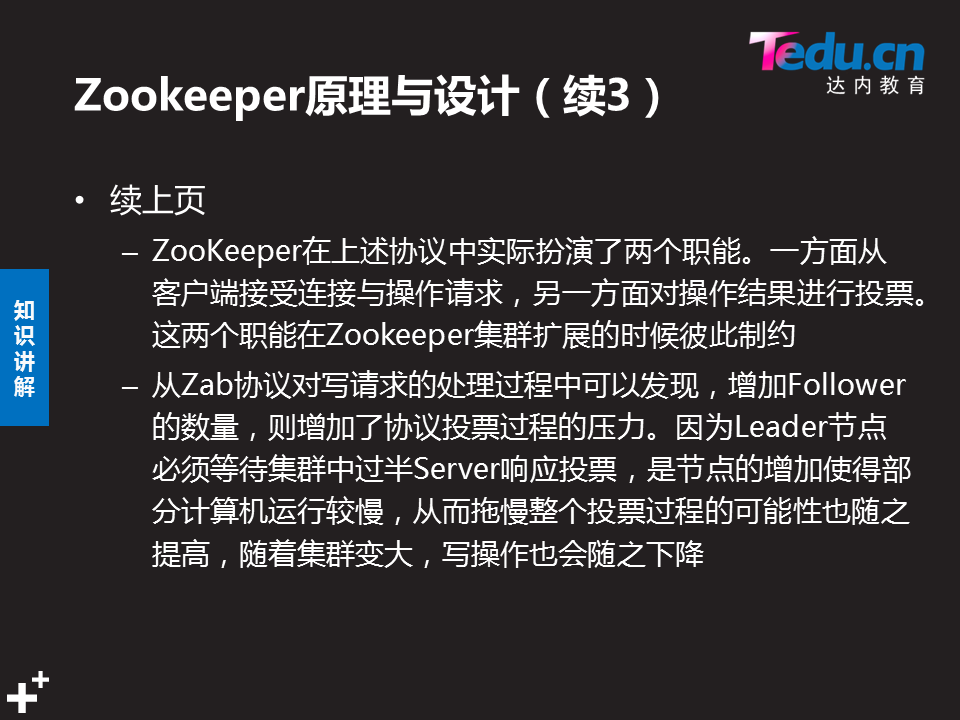 Tedu.cn
达内教育
Zookeeper原理与设计（续3）
• 续上页
– ZooKeeper在上述协议中实际扮演了两个职能。一方面从
客户端接受连接与操作请求，另一方面对操作结果进行投票。
这两个职能在Zookeeper集群扩展的时候彼此制约
– 从Zab协议对写请求的处理过程中可以发现，增加Follower
的数量，则增加了协议投票过程的压力。因为Leader节点
必须等待集群中过半Server响应投票，是节点的增加使得部
分计算机运行较慢，从而拖慢整个投票过程的可能性也随之
提高，随着集群变大，写操作也会随之下降
知
识
讲
解